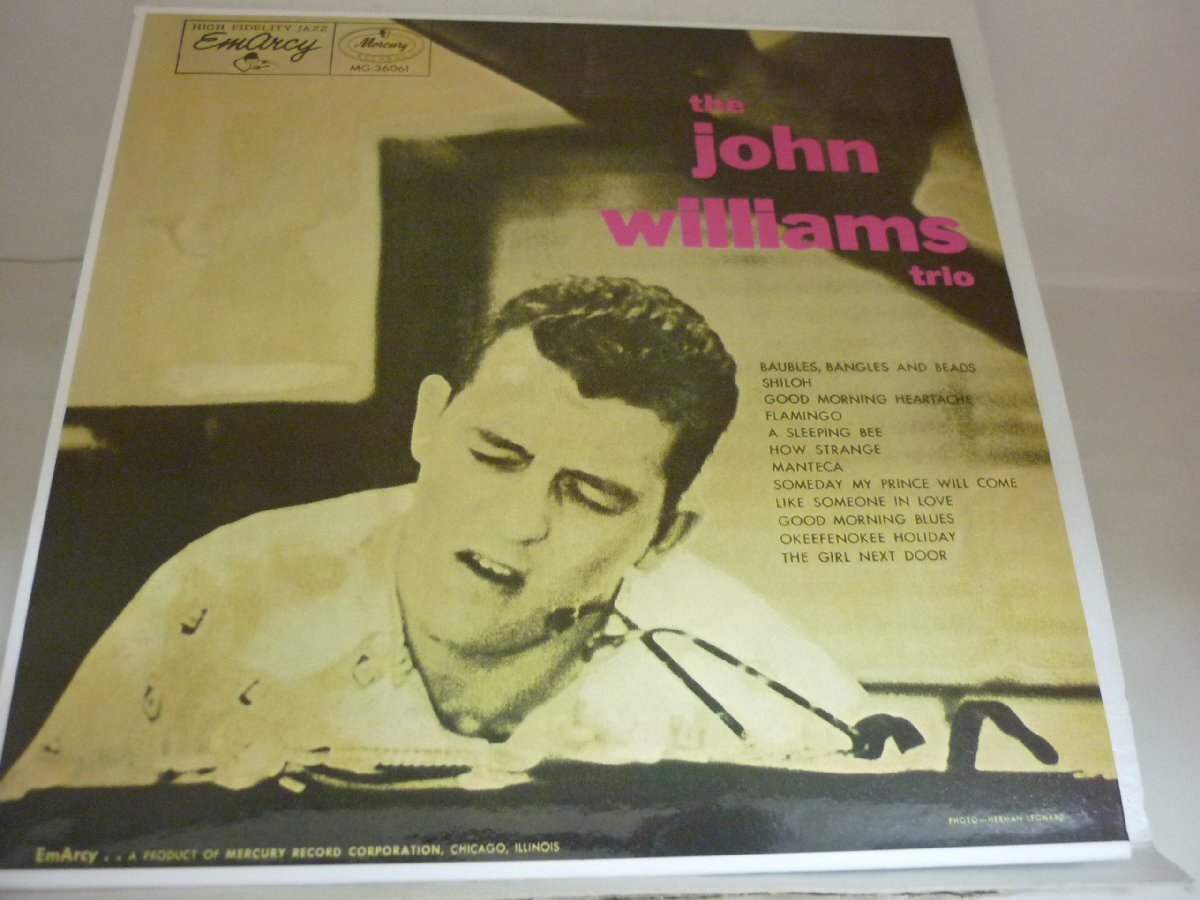 HIGH FIDELITY JAZZ
EmArcy
Mercury
RECORDS
MG-36061
the
john
williams
trio
BAUBLES, BANGLES AND BEADS
SHILOH
GOOD MORNING HEARTACHE
FLAMINGO
A SLEEPING BEE
HOW STRANGE
MANTECA
SOMEDAY MY PRINCE WILL COME
LIKE SOMEONE IN LOVE
GOOD MORNING BLUES
OKEEFENOKEE HOLIDAY
THE GIRL NEXT DOOR
PHOTO—HERMAN LEONARD
EmArcy . . A PRODUCT OF MERCURY RECORD CORPORATION, CHICAGO, ILLINOIS